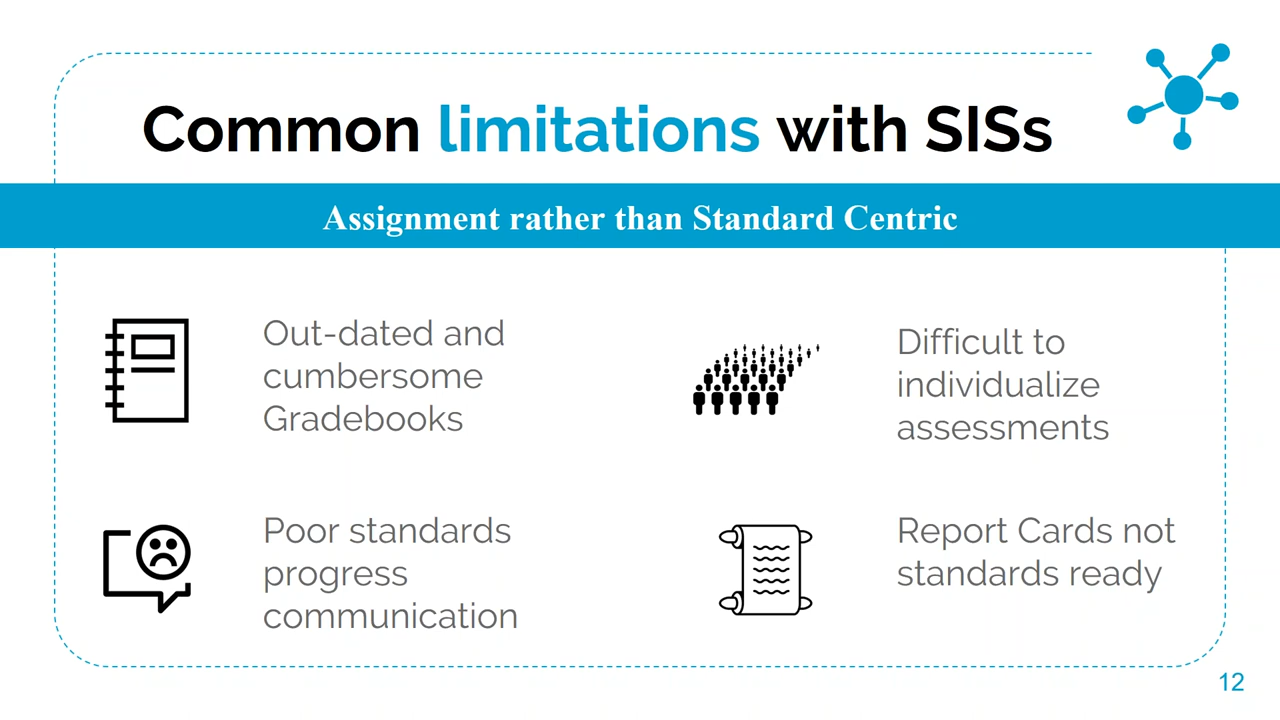 Common limitations with SISs
Assignment rather than Standard Centric
Out-dated and
cumbersome
Gradebooks
Difficult to
individualize
assessments
Poor standards
progress
communication
Report Cards not
standards ready
12